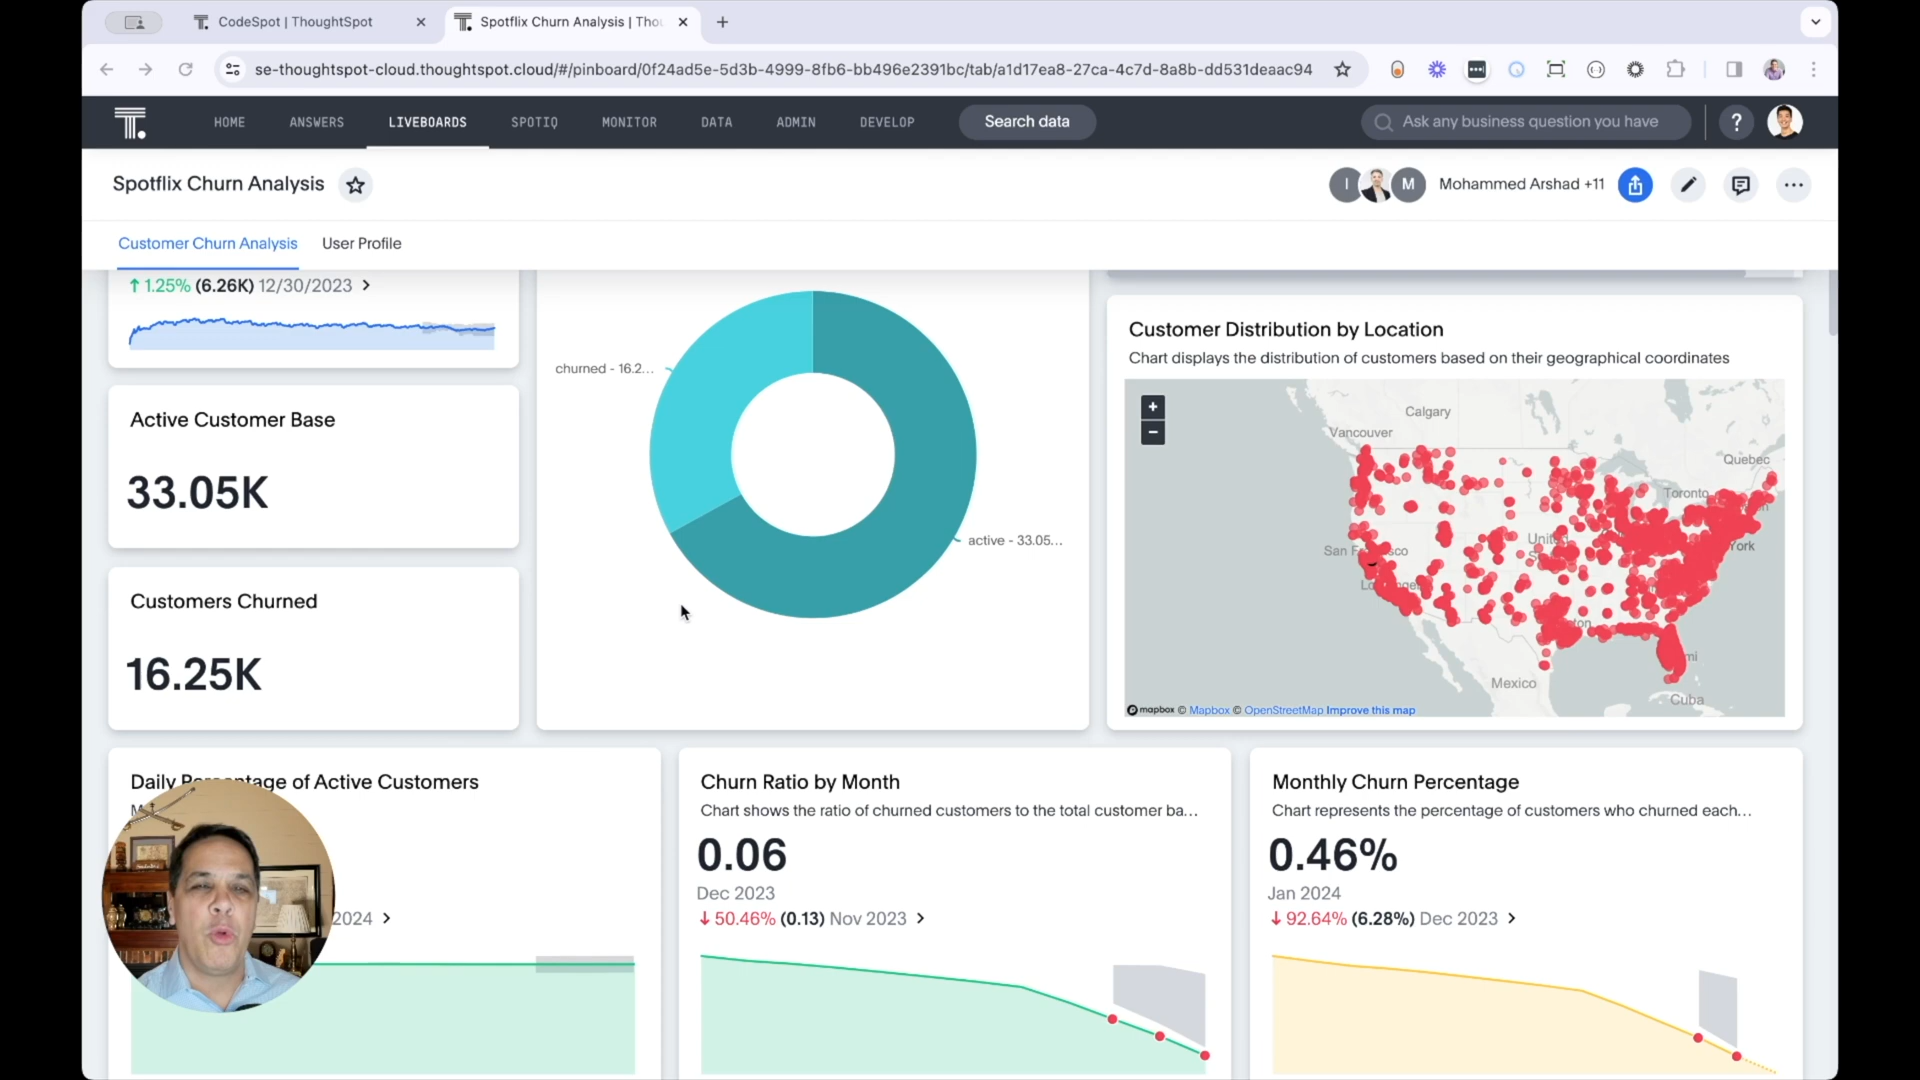 CodeSpot | ThoughtSpot
Spotflix Churn Analysis | Tho
se-thoughtspot-cloud.thoughtspot.cloud/#/pinboard/0f24ad5e-5d3b-4999-8fb6-bb496e2391bc/tab/a1d17ea8-27ca-4c7d-8a8b-dd531deaac94
HOME ANSWERS LIVEBOARDS SPOTIQ MONITOR DATA ADMIN DEVELOP Search data Ask any business question you have ?
Spotflix Churn Analysis
I M Mohammed Arshad +11
Customer Churn Analysis User Profile
↑ 1.25% (6.26K) 12/30/2023 >
Active Customer Base
33.05K
Customers Churned
16.25K
churned - 16.2...
active - 33.05...
Customer Distribution by Location
Chart displays the distribution of customers based on their geographical coordinates
+
−
Calgary
Vancouver
Quebec
Toronto
York
Mexico
Cuba
mapbox © Mapbox © OpenStreetMap Improve this map
Daily Percentage of Active Customers
2024 >
Churn Ratio by Month
Chart shows the ratio of churned customers to the total customer ba...
0.06
Dec 2023
↓ 50.46% (0.13) Nov 2023 >
Monthly Churn Percentage
Chart represents the percentage of customers who churned each...
0.46%
Jan 2024
↓ 92.64% (6.28%) Dec 2023 >